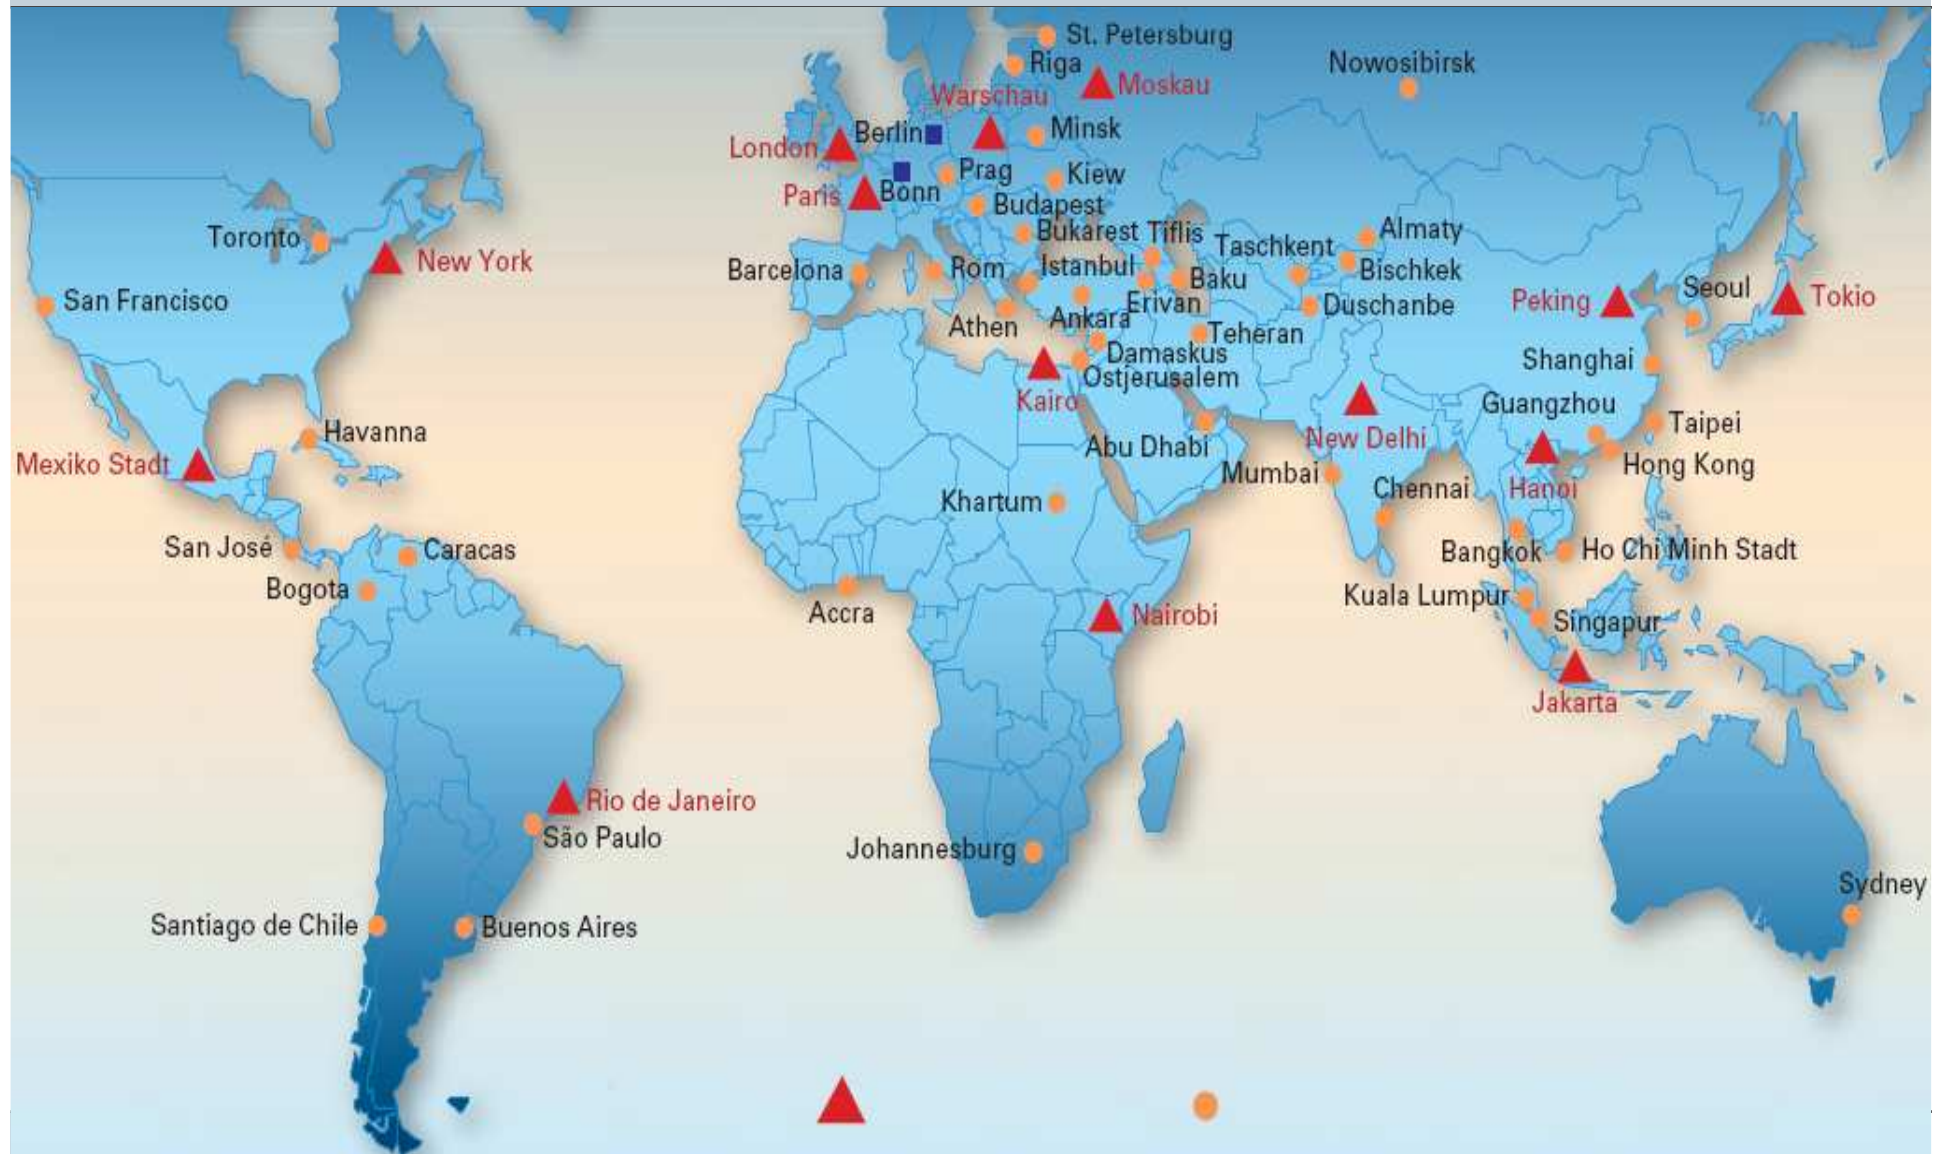 St. Petersburg
Riga
Nowosibirsk
Moskau
Warschau
Minsk
Berlin
London
Prag
Kiew
Paris
Bonn
Budapest
Bukarest
Tiflis
Taschkent
Almaty
Toronto
New York
Barcelona
Rom
Istanbul
Baku
Bischkek
San Francisco
Erivan
Duschanbe
Peking
Seoul
Tokio
Athen
Ankara
Teheran
Damaskus
Shanghai
Ostjerusalem
Kairo
Guangzhou
Havanna
New Delhi
Taipei
Mexiko Stadt
Abu Dhabi
Mumbai
Hong Kong
Chennai
Hanoi
Khartum
San José
Caracas
Bangkok
Ho Chi Minh Stadt
Bogota
Kuala Lumpur
Accra
Nairobi
Singapur
Jakarta
Rio de Janeiro
São Paulo
Johannesburg
Sydney
Santiago de Chile
Buenos Aires